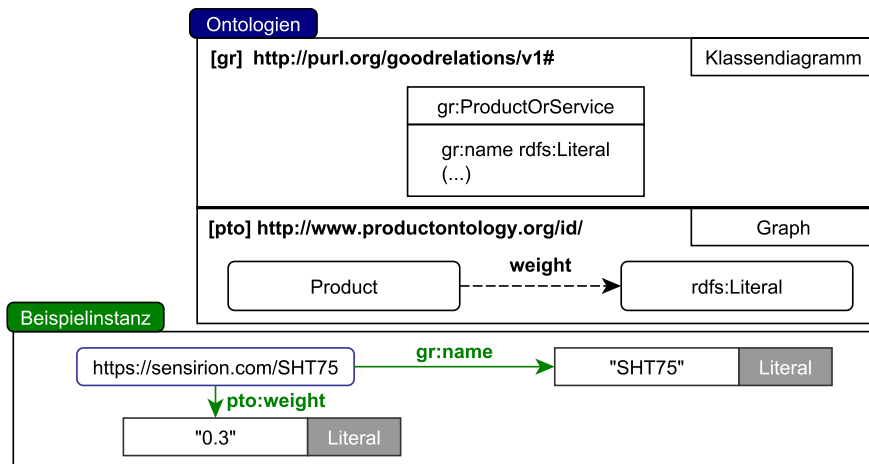 Ontologien
[gr] http://purl.org/goodrelations/v1#
Klassendiagramm
gr:ProductOrService
gr:name rdfs:Literal
(...)
[pto] http://www.productontology.org/id/
Graph
Product
weight
rdfs:Literal
Beispielinstanz
https://sensirion.com/SHT75
gr:name
"SHT75"
Literal
pto:weight
"0.3"
Literal